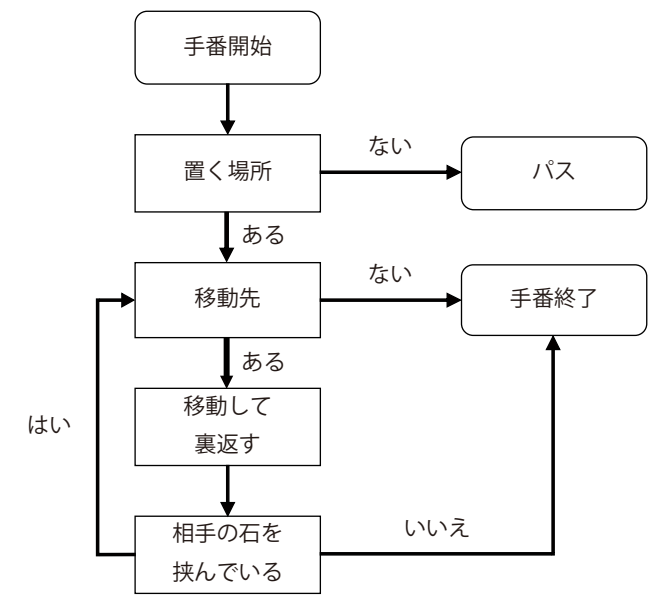 手番開始
置く場所
ない
パス
ある
移動先
ない
手番終了
ある
移動して
裏返す
はい
相手の石を
挟んでいる
いいえ